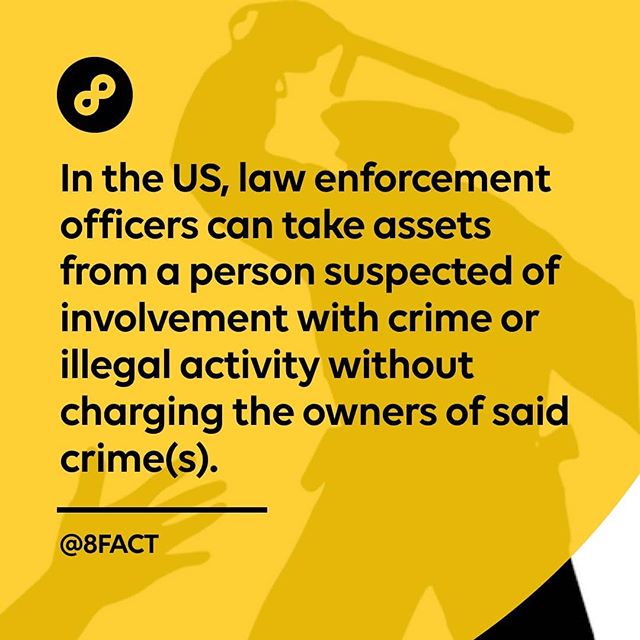 In the US, law enforcement
officers can take assets
from a person suspected of
involvement with crime or
illegal activity without
charging the owners of said
crime(s).
@8FACT